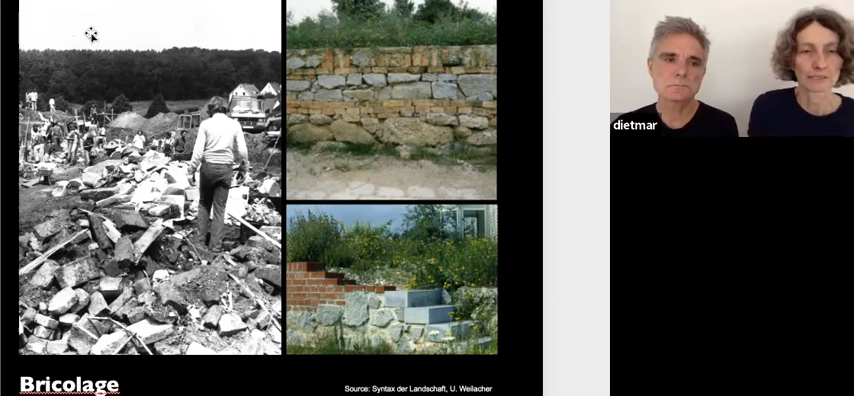 dietmar
Bricolage
Source: Syntax der Landschaft, U. Weilacher